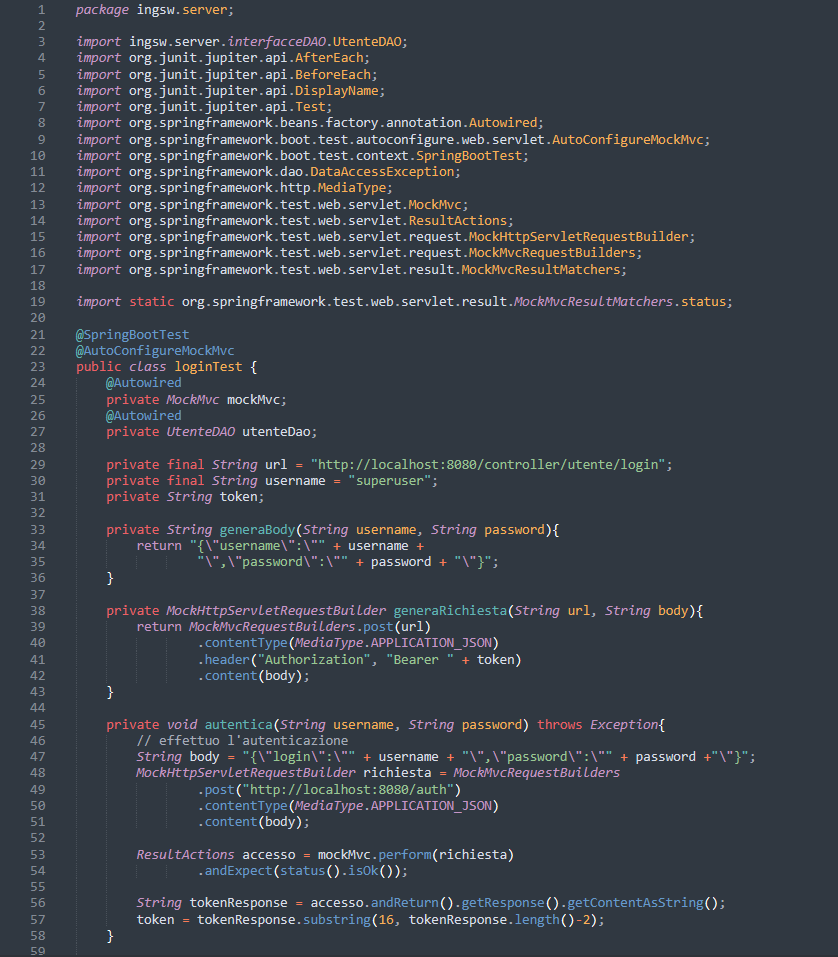 1 package ingsw.server;
2
3 import ingsw.server.interfacceDAO.UtenteDAO;
4 import org.junit.jupiter.api.AfterEach;
5 import org.junit.jupiter.api.BeforeEach;
6 import org.junit.jupiter.api.DisplayName;
7 import org.junit.jupiter.api.Test;
8 import org.springframework.beans.factory.annotation.Autowired;
9 import org.springframework.boot.test.autoconfigure.web.servlet.AutoConfigureMockMvc;
10 import org.springframework.boot.test.context.SpringBootTest;
11 import org.springframework.dao.DataAccessException;
12 import org.springframework.http.MediaType;
13 import org.springframework.test.web.servlet.MockMvc;
14 import org.springframework.test.web.servlet.ResultActions;
15 import org.springframework.test.web.servlet.request.MockHttpServletRequestBuilder;
16 import org.springframework.test.web.servlet.request.MockMvcRequestBuilders;
17 import org.springframework.test.web.servlet.result.MockMvcResultMatchers;
18
19 import static org.springframework.test.web.servlet.result.MockMvcResultMatchers.status;
20
21 @SpringBootTest
22 @AutoConfigureMockMvc
23 public class loginTest {
24     @Autowired
25     private MockMvc mockMvc;
26     @Autowired
27     private UtenteDAO utenteDao;
28
29     private final String url = "http://localhost:8080/controller/utente/login";
30     private final String username = "superuser";
31     private String token;
32
33     private String generaBody(String username, String password){
34         return "{\"username\":\"" + username +
35                 "\",\"password\":\"" + password + "\"}";
36     }
37
38     private MockHttpServletRequestBuilder generaRichiesta(String url, String body){
39         return MockMvcRequestBuilders.post(url)
40                 .contentType(MediaType.APPLICATION_JSON)
41                 .header("Authorization", "Bearer " + token)
42                 .content(body);
43     }
44
45     private void autentica(String username, String password) throws Exception{
46         // effettuo l'autenticazione
47         String body = "{\"login\":\"" + username + "\",\"password\":\"" + password +"\"}";
48         MockHttpServletRequestBuilder richiesta = MockMvcRequestBuilders
49                 .post("http://localhost:8080/auth")
50                 .contentType(MediaType.APPLICATION_JSON)
51                 .content(body);
52
53         ResultActions accesso = mockMvc.perform(richiesta)
54                 .andExpect(status().isOk());
55
56         String tokenResponse = accesso.andReturn().getResponse().getContentAsString();
57         token = tokenResponse.substring(16, tokenResponse.length()-2);
58     }
59